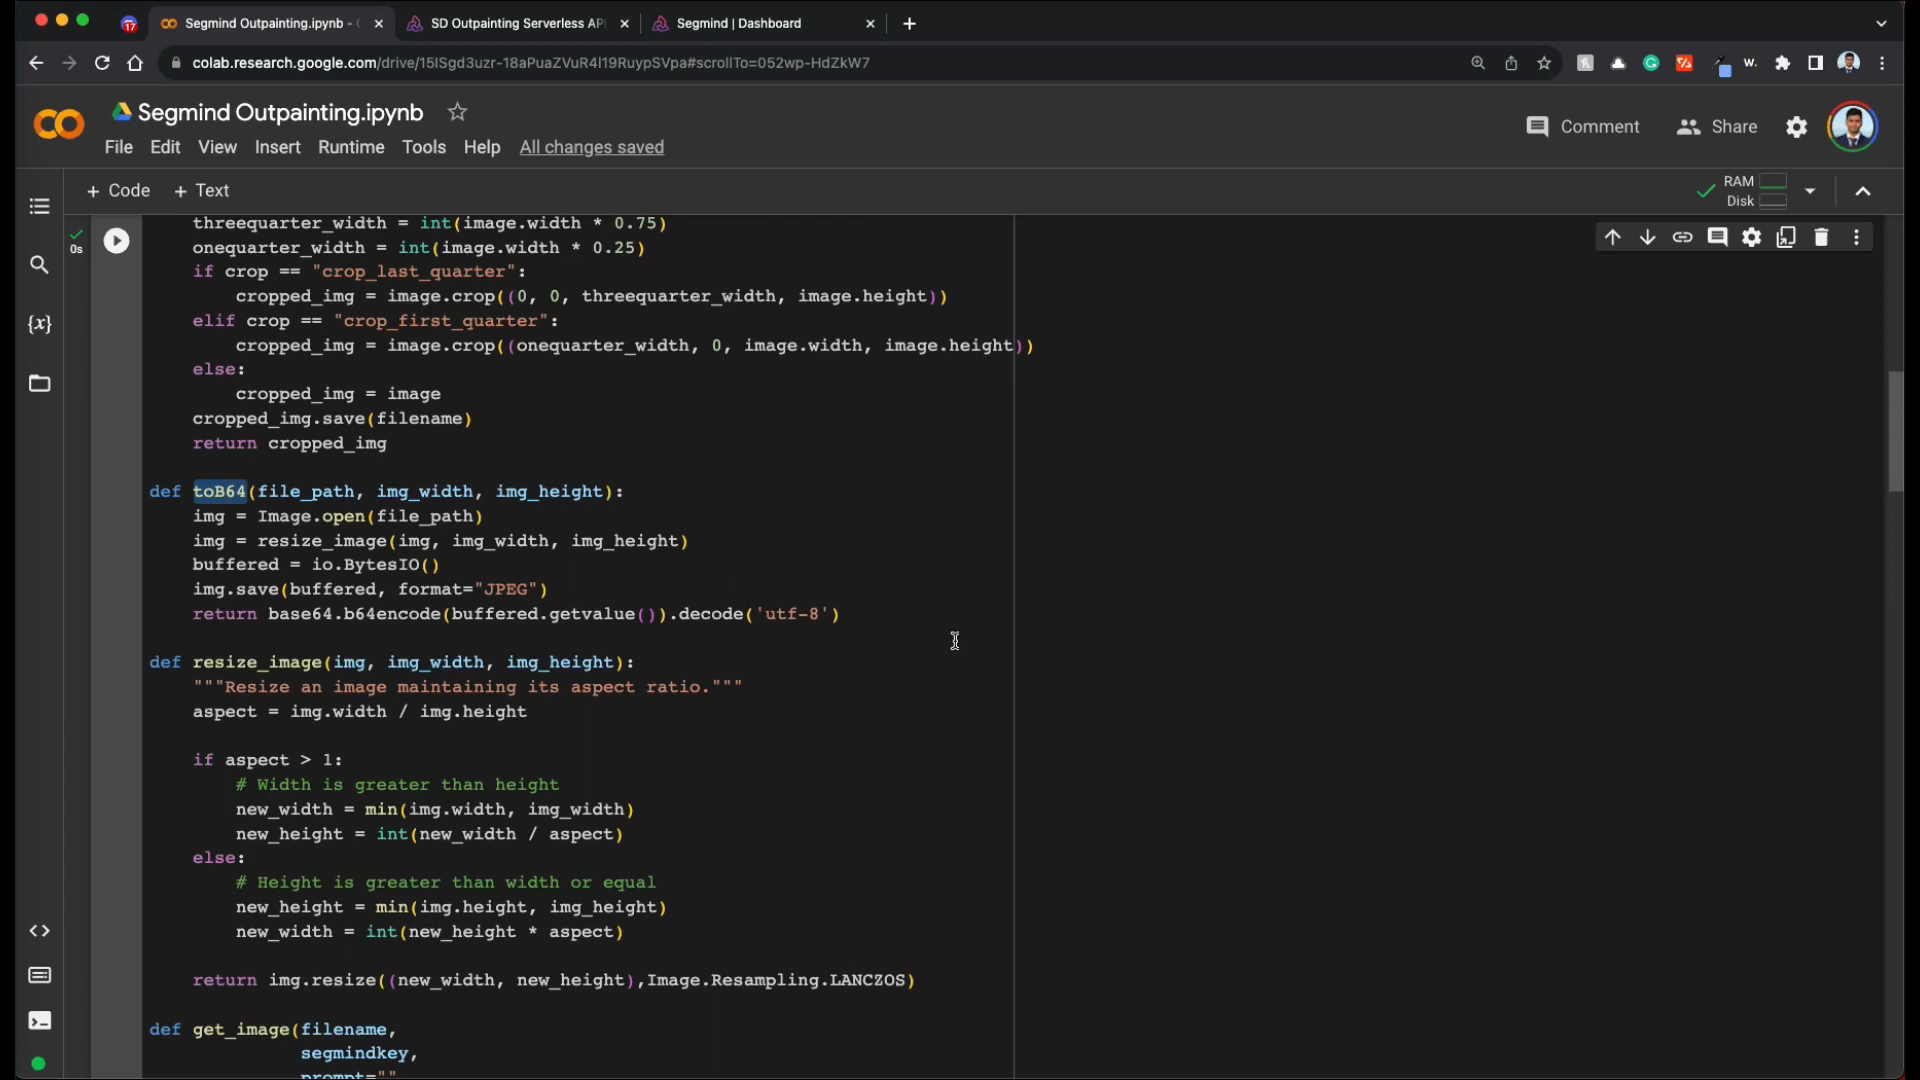 17
Segmind Outpainting.ipynb -
SD Outpainting Serverless AP
Segmind | Dashboard
colab.research.google.com/drive/15ISgd3uzr-18aPuaZVuR4l19RuypSVpa#scrollTo=052wp-HdZkW7
w.
Segmind Outpainting.ipynb
Comment
Share
File Edit View Insert Runtime Tools Help All changes saved
+ Code + Text
RAM
Disk
0s
{x}
threequarter_width = int(image.width * 0.75)
onequarter_width = int(image.width * 0.25)
if crop == "crop_last_quarter":
cropped_img = image.crop((0, 0, threequarter_width, image.height))
elif crop == "crop_first_quarter":
cropped_img = image.crop((onequarter_width, 0, image.width, image.height))
else:
cropped_img = image
cropped_img.save(filename)
return cropped_img
def toB64(file_path, img_width, img_height):
img = Image.open(file_path)
img = resize_image(img, img_width, img_height)
buffered = io.BytesIO()
img.save(buffered, format="JPEG")
return base64.b64encode(buffered.getvalue()).decode('utf-8')
def resize_image(img, img_width, img_height):
"""Resize an image maintaining its aspect ratio."""
aspect = img.width / img.height
if aspect > 1:
# Width is greater than height
new_width = min(img.width, img_width)
new_height = int(new_width / aspect)
else:
# Height is greater than width or equal
new_height = min(img.height, img_height)
new_width = int(new_height * aspect)
return img.resize((new_width, new_height),Image.Resampling.LANCZOS)
def get_image(filename,
segmindkey,
prompt=""